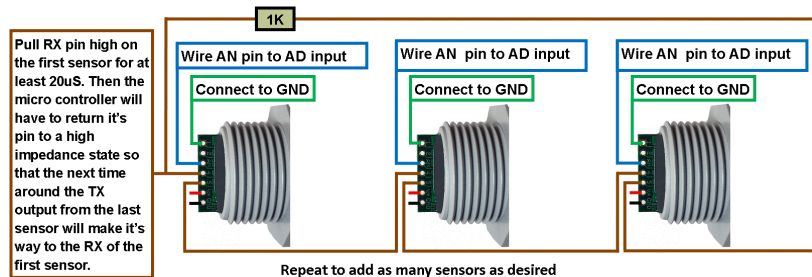 1K
Pull RX pin high on
the first sensor for at
least 20uS. Then the
micro controller will
have to return it's
pin to a high
impedance state so
that the next time
around the TX
output from the last
sensor will make it's
way to the RX of the
first sensor.
Wire AN pin to AD input
Connect to GND
Wire AN pin to AD input
Connect to GND
Wire AN pin to AD input
Connect to GND
Repeat to add as many sensors as desired